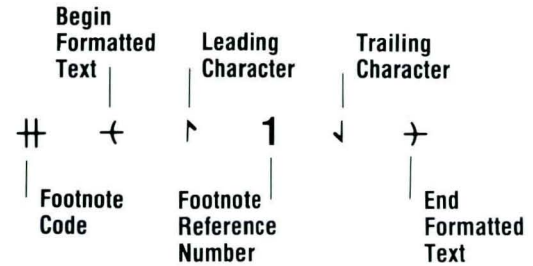 Begin
Formatted
Text
Leading
Character
Trailing
Character
1
Footnote
Code
Footnote
Reference
Number
End
Formatted
Text